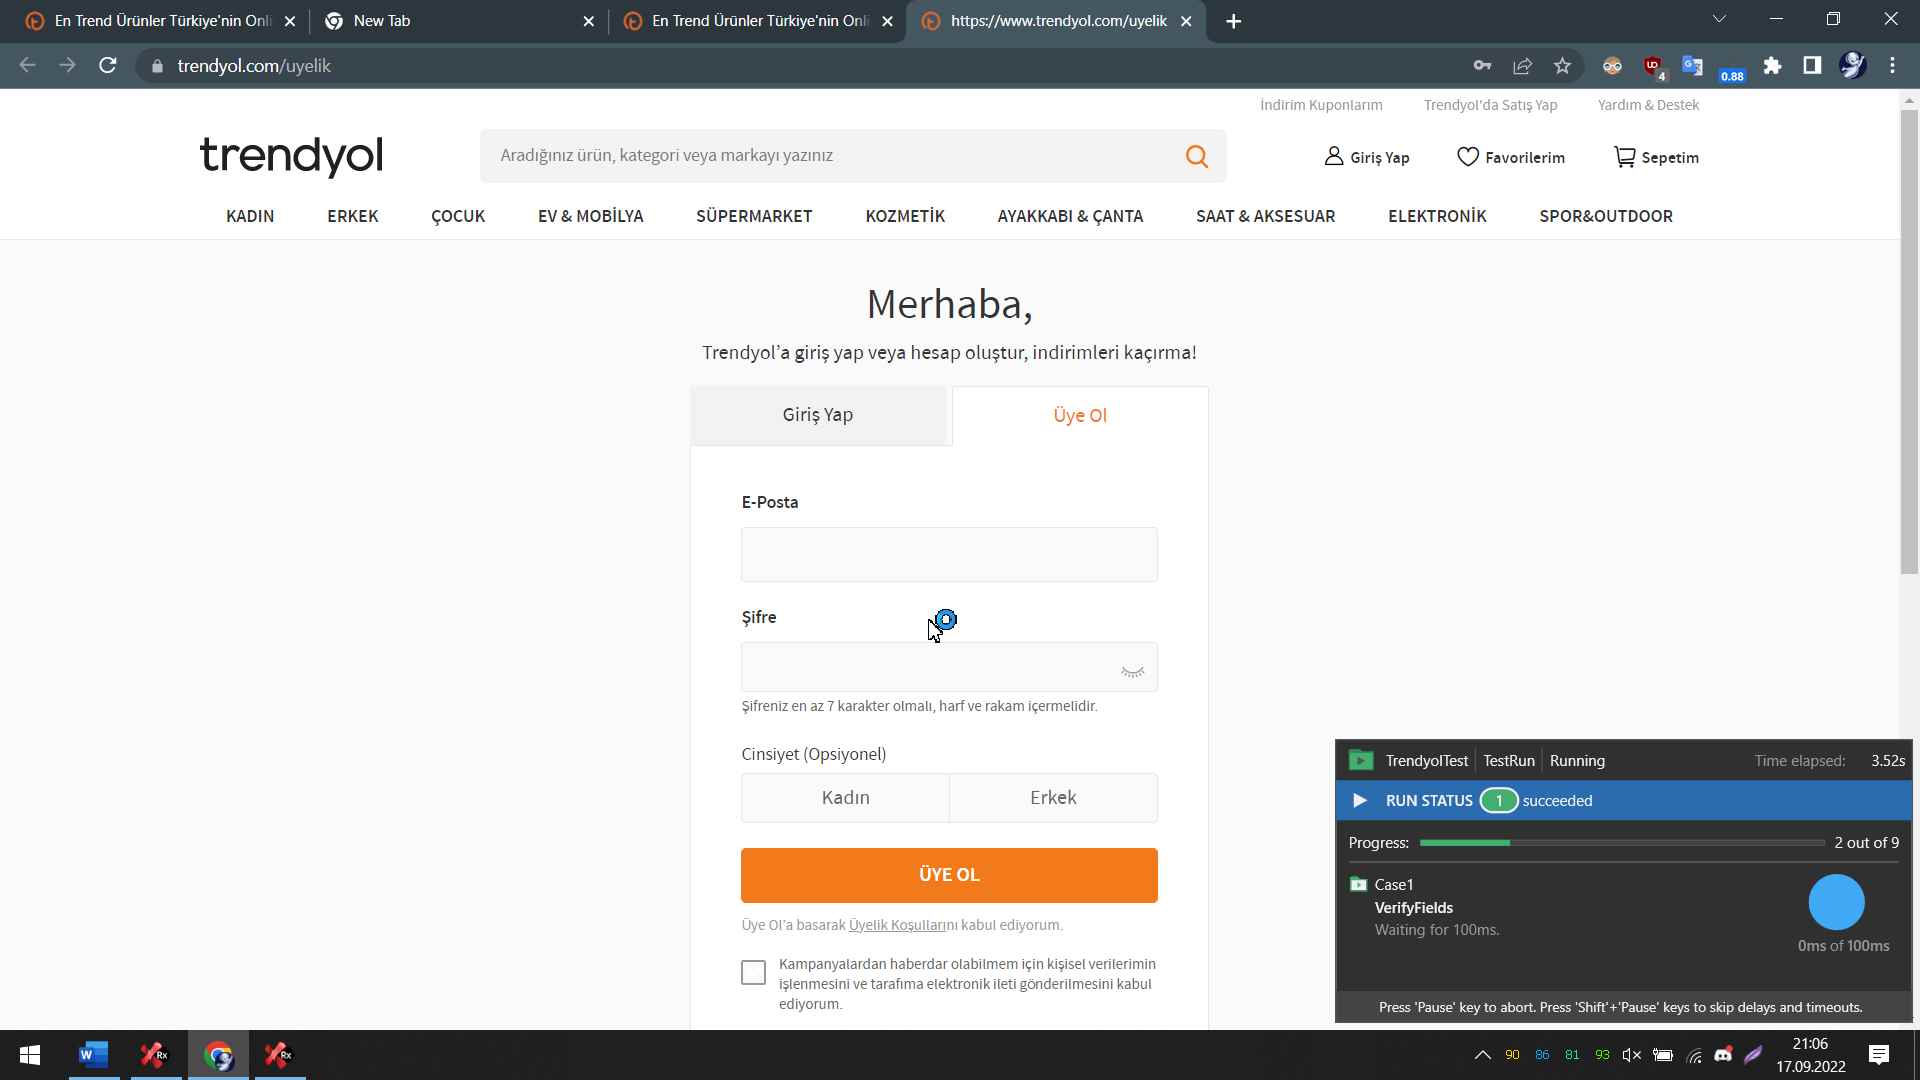 En Trend Ürünler Türkiye'nin Onli
New Tab
En Trend Ürünler Türkiye'nin Onli
https://www.trendyol.com/uyelik
trendyol.com/uyelik
4
0.88
İndirim Kuponlarım
Trendyol'da Satış Yap
Yardım & Destek
trendyol
Aradığınız ürün, kategori veya markayı yazınız
Giriş Yap
Favorilerim
Sepetim
KADIN
ERKEK
ÇOCUK
EV & MOBİLYA
SÜPERMARKET
KOZMETİK
AYAKKABI & ÇANTA
SAAT & AKSESUAR
ELEKTRONİK
SPOR&OUTDOOR
Merhaba,
Trendyol’a giriş yap veya hesap oluştur, indirimleri kaçırma!
Giriş Yap
Üye Ol
E-Posta
Şifre
Şifreniz en az 7 karakter olmalı, harf ve rakam içermelidir.
Cinsiyet (Opsiyonel)
Kadın
Erkek
ÜYE OL
Üye Ol’a basarak Üyelik Koşullarını kabul ediyorum.
Kampanyalardan haberdar olabilmem için kişisel verilerimin
işlenmesini ve tarafıma elektronik ileti gönderilmesini kabul
ediyorum.
TrendyolTest
TestRun
Running
Time elapsed:
3.52s
RUN STATUS 1 succeeded
Progress:
2 out of 9
Case1
VerifyFields
Waiting for 100ms.
0ms of 100ms
Press 'Pause' key to abort. Press 'Shift'+'Pause' keys to skip delays and timeouts.
90
86
81
93
21:06
17.09.2022